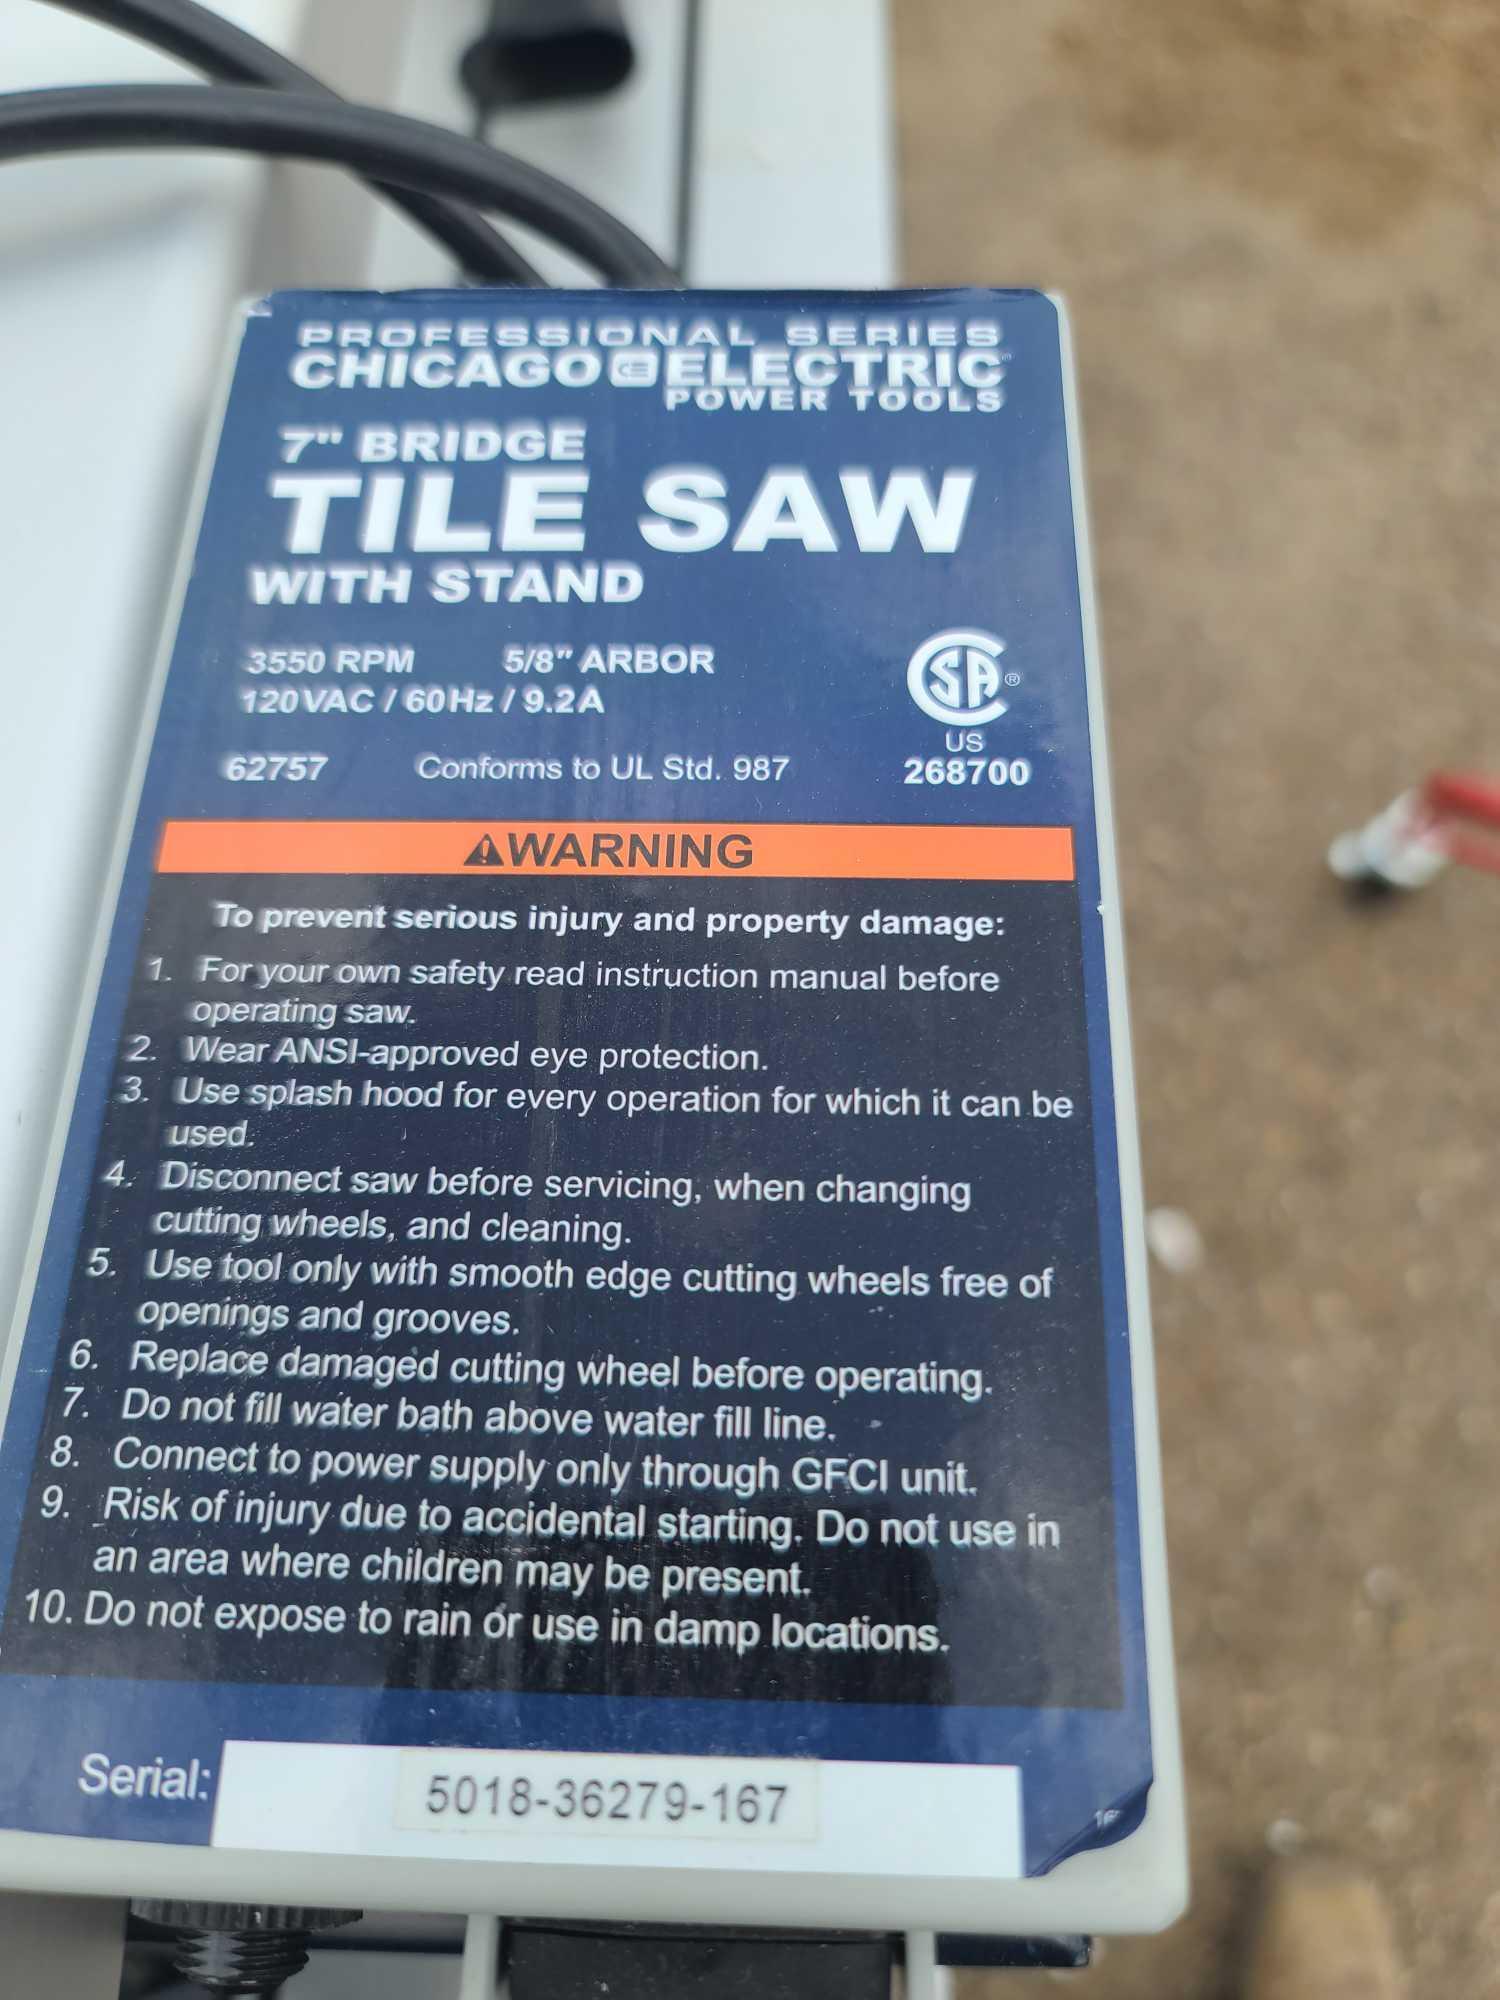 PROFESSIONAL SERIES
CHICAGO CE ELECTRIC
POWER TOOLS
7" BRIDGE
TILE SAW
WITH STAND
3550 RPM 5/8" ARBOR
120VAC / 60Hz / 9.2A
SA®
US
62757 Conforms to UL Std. 987 268700
⚠WARNING
To prevent serious injury and property damage:
1. For your own safety read instruction manual before
operating saw.
2. Wear ANSI-approved eye protection.
3. Use splash hood for every operation for which it can be
used.
4. Disconnect saw before servicing, when changing
cutting wheels, and cleaning.
5. Use tool only with smooth edge cutting wheels free of
openings and grooves.
6. Replace damaged cutting wheel before operating.
7. Do not fill water bath above water fill line.
8. Connect to power supply only through GFCI unit.
9. Risk of injury due to accidental starting. Do not use in
an area where children may be present.
10. Do not expose to rain or use in damp locations.
Serial: 5018-36279-167